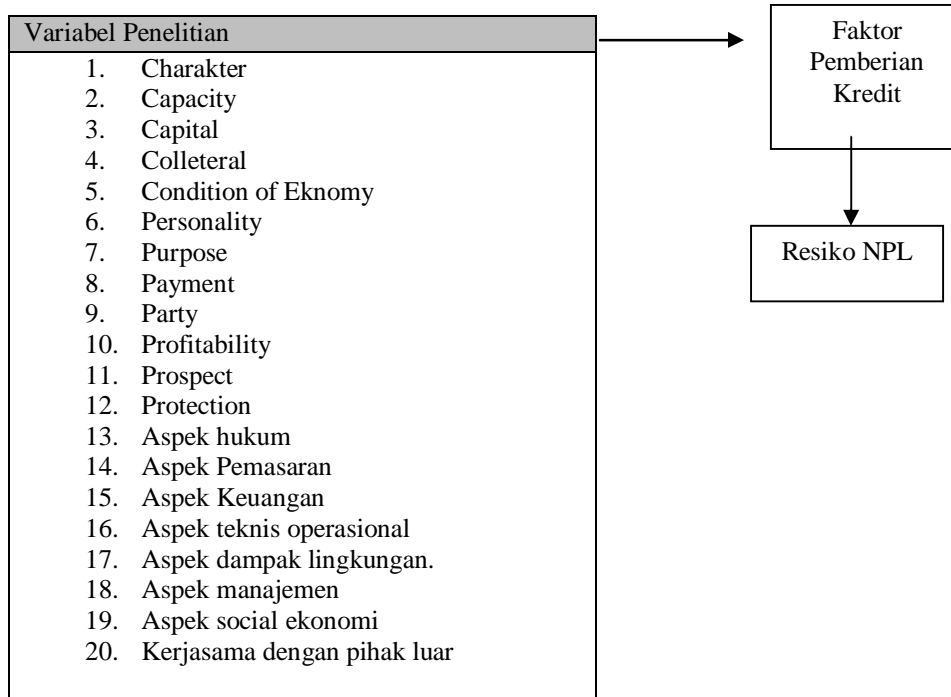 Variabel Penelitian
1. Charakter
2. Capacity
3. Capital
4. Colleteral
5. Condition of Eknomy
6. Personality
7. Purpose
8. Payment
9. Party
10. Profitability
11. Prospect
12. Protection
13. Aspek hukum
14. Aspek Pemasaran
15. Aspek Keuangan
16. Aspek teknis operasional
17. Aspek dampak lingkungan.
18. Aspek manajemen
19. Aspek social ekonomi
20. Kerjasama dengan pihak luar
Faktor
Pemberian
Kredit
Resiko NPL